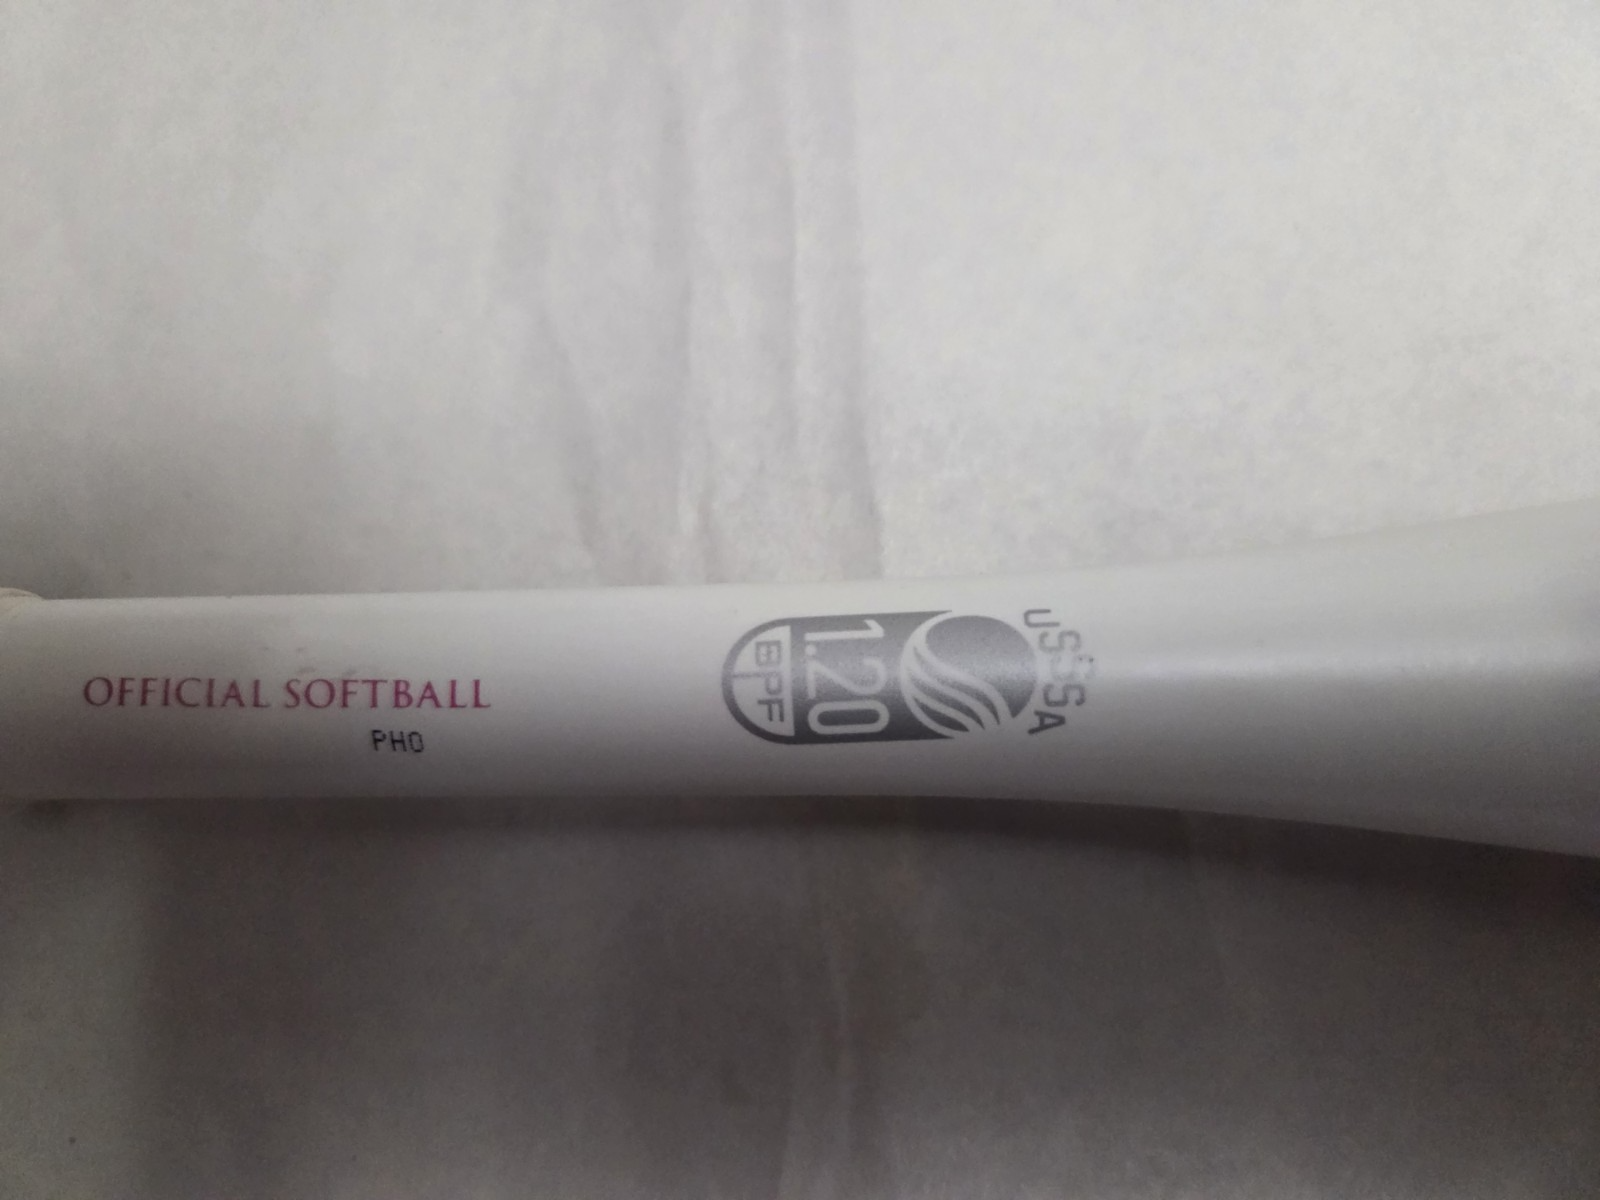 OFFICIAL SOFTBALL
PHO
USSSA
1.20
BPF